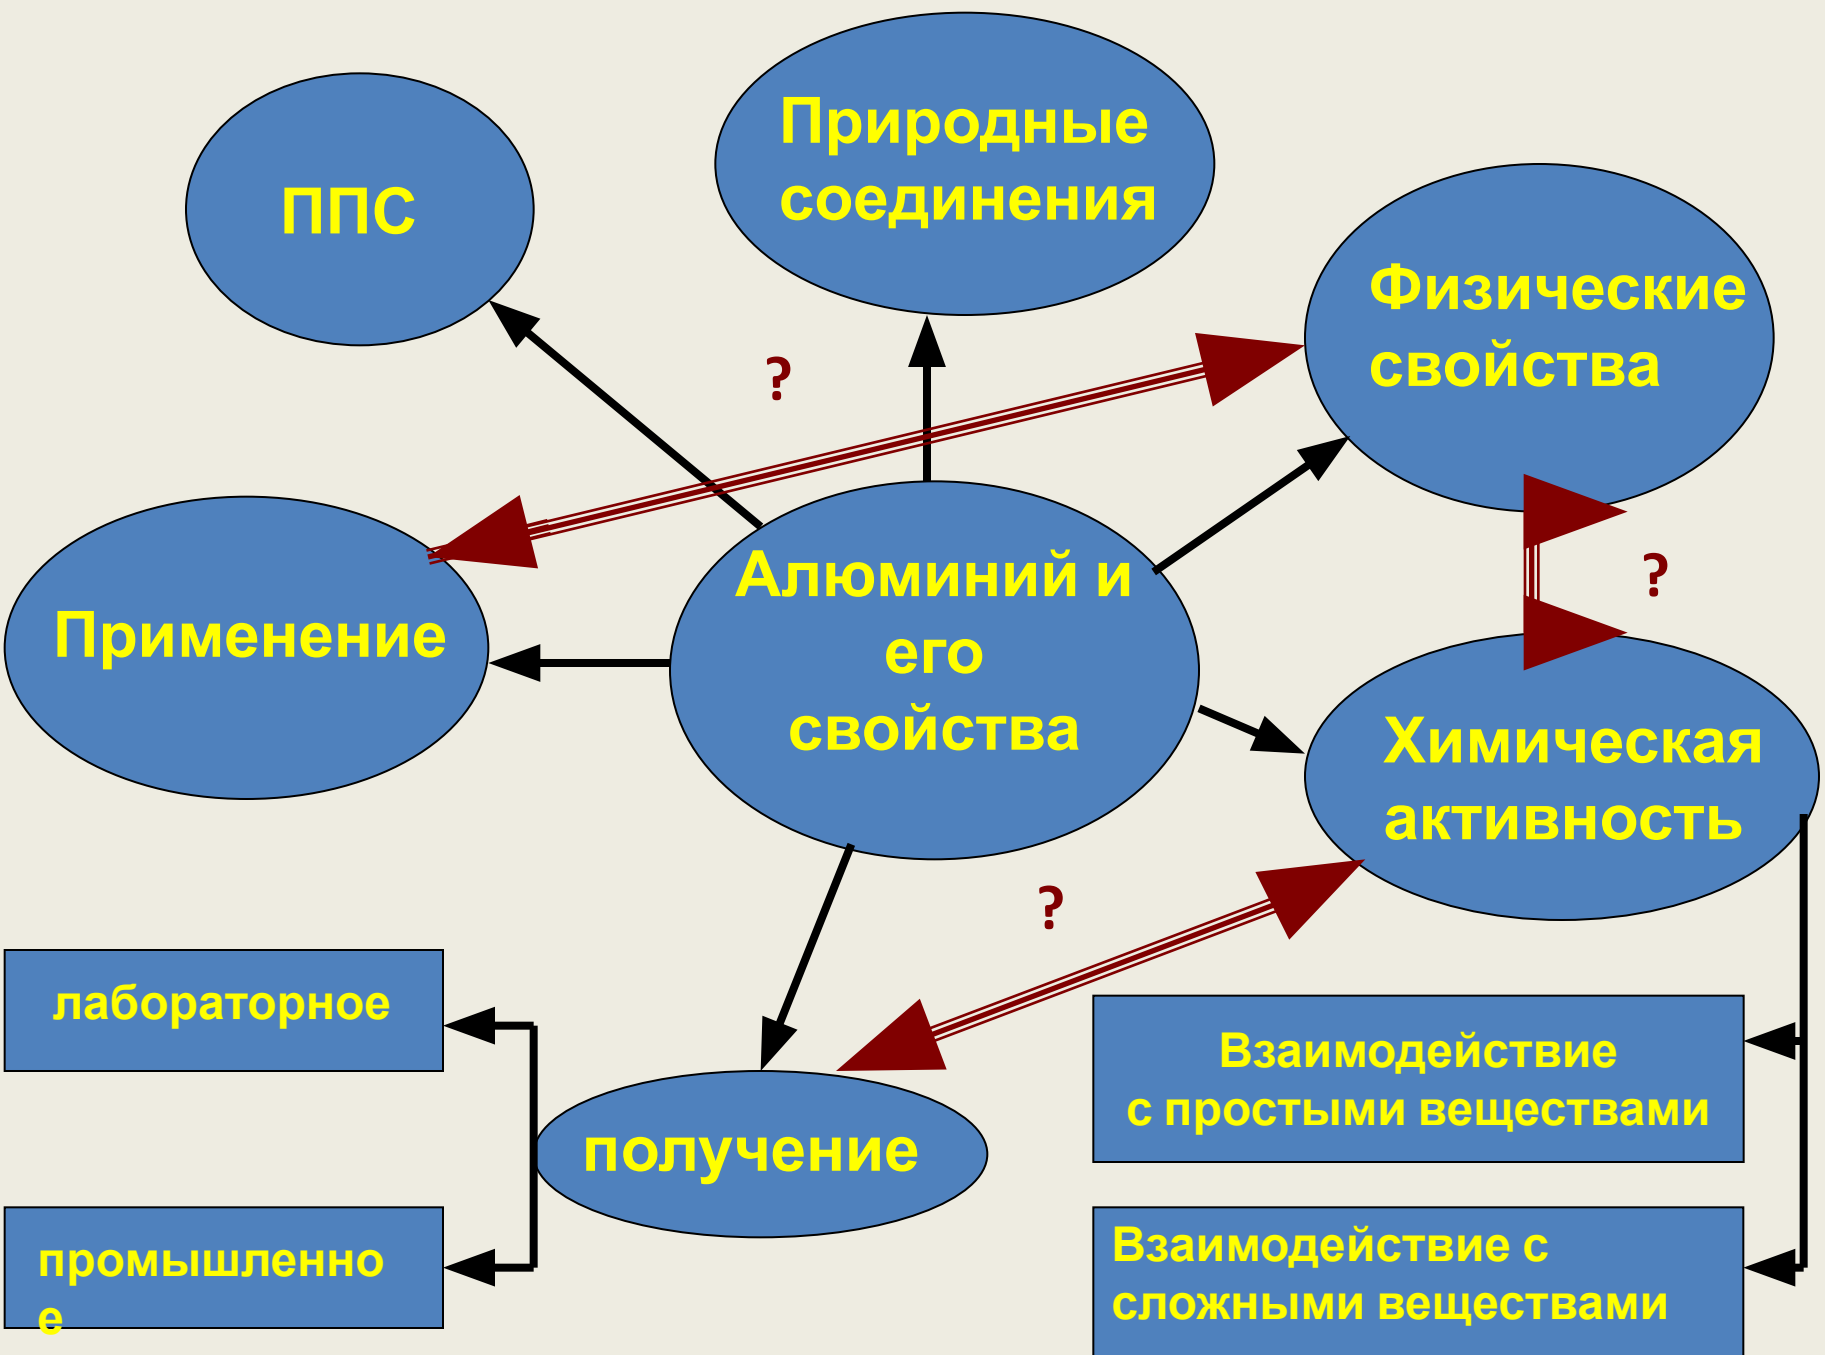 Природные
соединения
ППС
Физические
свойства
?
Алюминий и
его
свойства
?
Применение
Химическая
активность
?
лабораторное
Взаимодействие
с простыми веществами
получение
промышленно
е
Взаимодействие с
сложными веществами